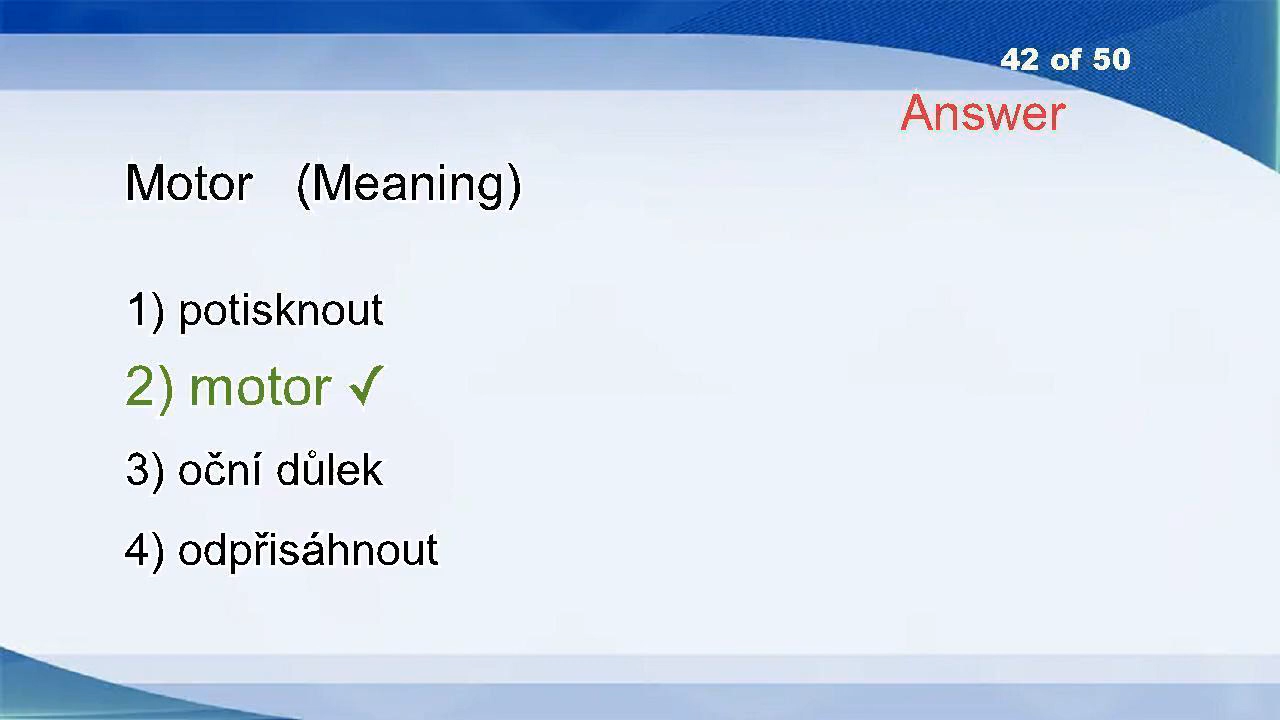 42 of 50
Answer
Motor (Meaning)
1) potisknout
2) motor ✓
3) oční důlek
4) odpřisáhnout